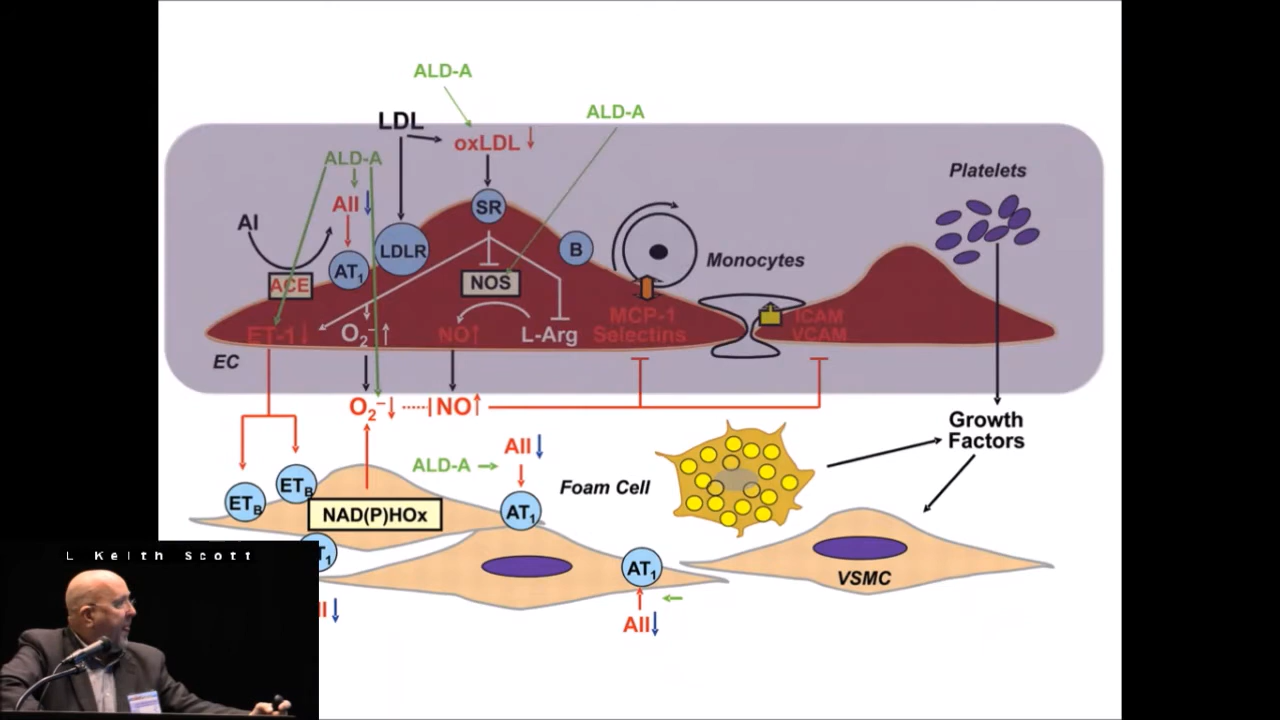 ALD-A
ALD-A
LDL
oxLDL ↓
ALD-A
Platelets
AI
AII ↓
SR
AT1
LDLR
B
Monocytes
ACE
NOS
ET-1 ↓
O2− ↑
NO ↑
L-Arg
MCP-1
Selectins
ICAM
VCAM
EC
O2− ↓
NO ↑
Growth
Factors
AII ↓
ALD-A
Foam Cell
ETB
ETB
NAD(P)HOx
AT1
AT1
VSMC
AII ↓
L Keith Scott